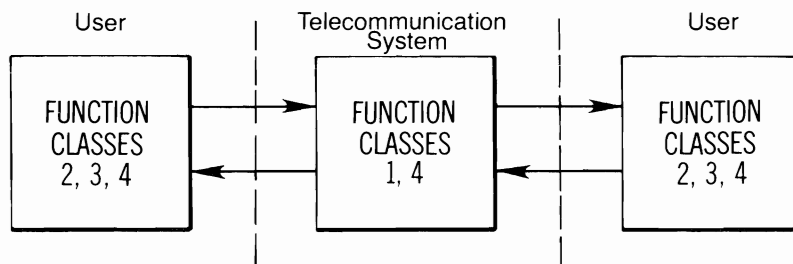 User
Telecommunication
System
User
FUNCTION
CLASSES
2, 3, 4
FUNCTION
CLASSES
1, 4
FUNCTION
CLASSES
2, 3, 4